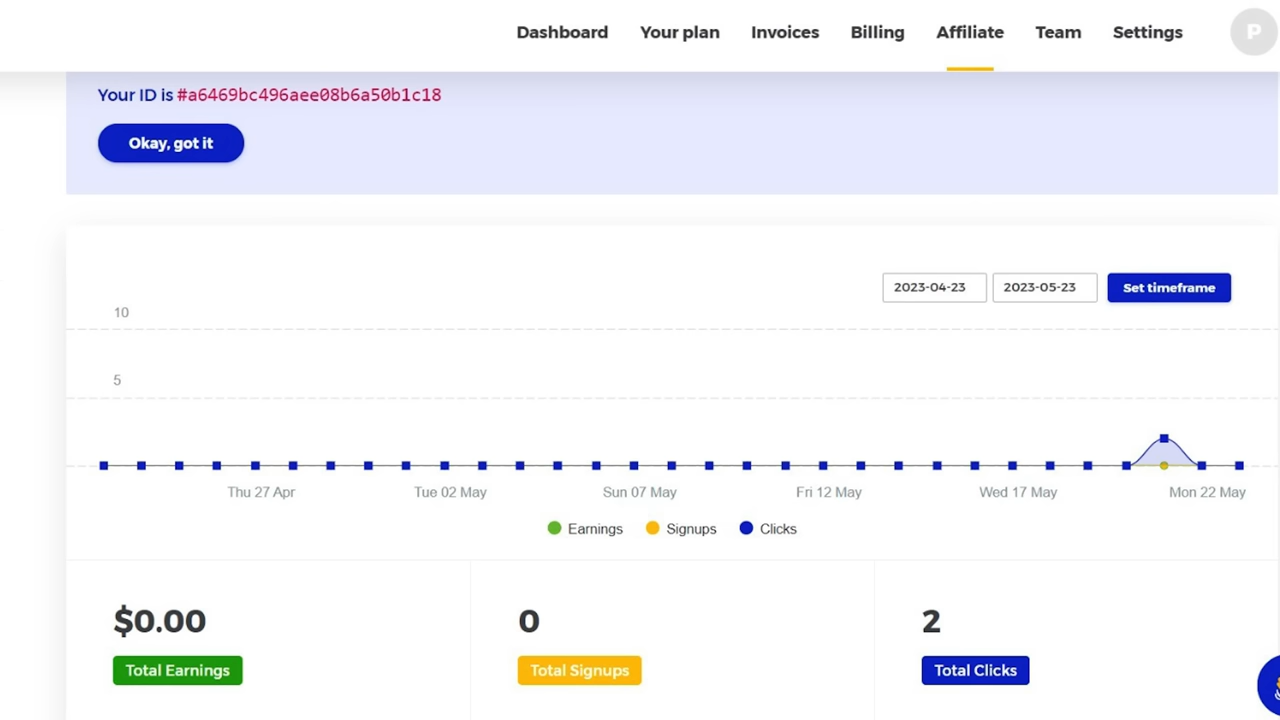 Dashboard Your plan Invoices Billing Affiliate Team Settings P
Your ID is #a6469bc496aee08b6a50b1c18
Okay, got it
2023-04-23 2023-05-23 Set timeframe
10
5
Thu 27 Apr Tue 02 May Sun 07 May Fri 12 May Wed 17 May Mon 22 May
Earnings Signups Clicks
$0.00 0 2
Total Earnings Total Signups Total Clicks